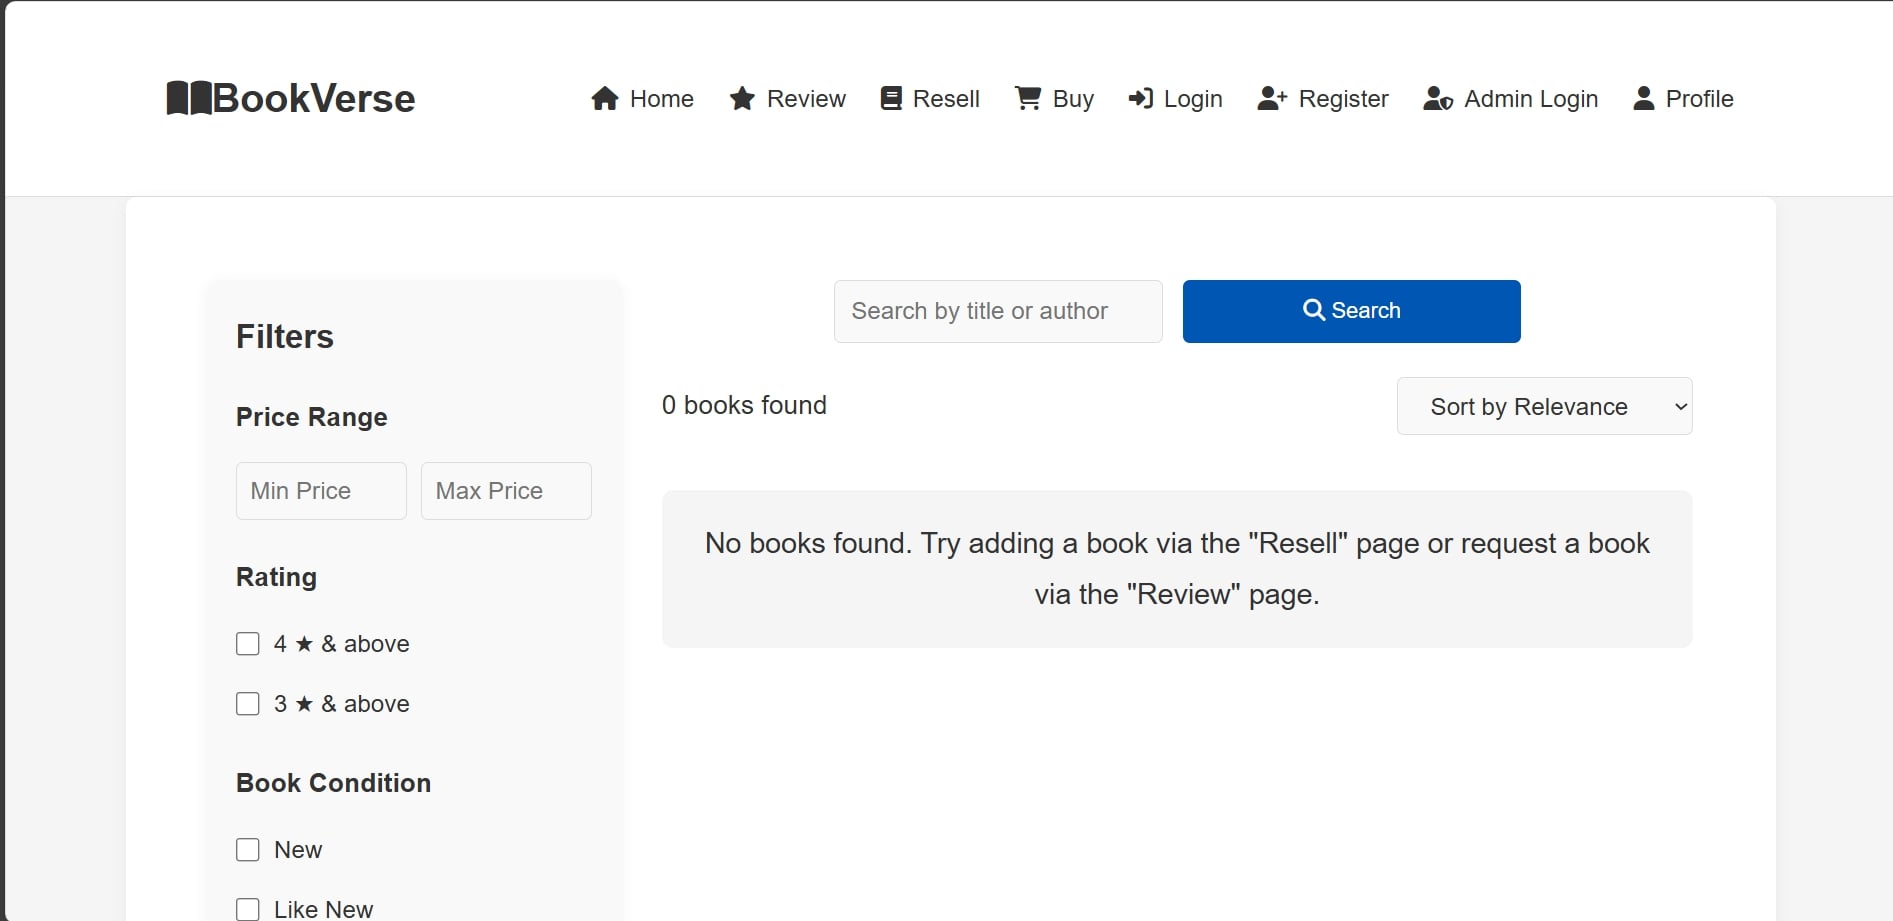 BookVerse
Home Review Resell Buy Login Register Admin Login Profile
Filters
Price Range
Min Price Max Price
Rating
4 ★ & above
3 ★ & above
Book Condition
New
Like New
Search by title or author Search
0 books found Sort by Relevance
No books found. Try adding a book via the "Resell" page or request a book
via the "Review" page.